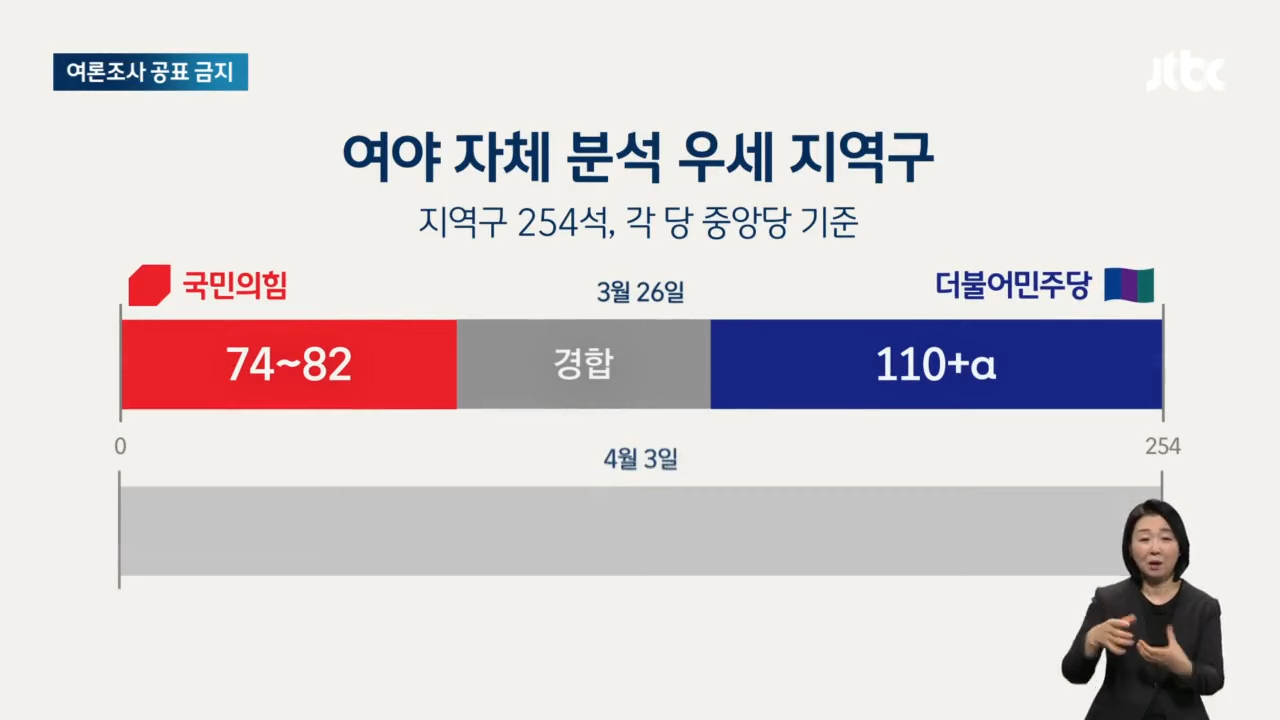 여론조사 공표 금지
jtbc
여야 자체 분석 우세 지역구
지역구 254석, 각 당 중앙당 기준
국민의힘
3월 26일
더불어민주당
74~82
경합
110+α
0
254
4월 3일